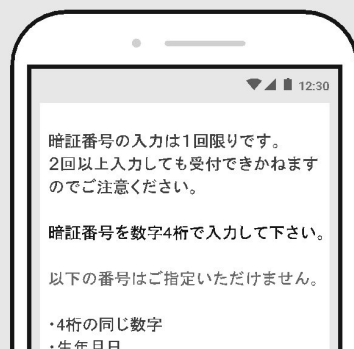 12:30
暗証番号の入力は1回限りです。
2回以上入力しても受付できかねます
のでご注意ください。
暗証番号を数字4桁で入力して下さい。
以下の番号はご指定いただけません。
・4桁の同じ数字
・生年月日